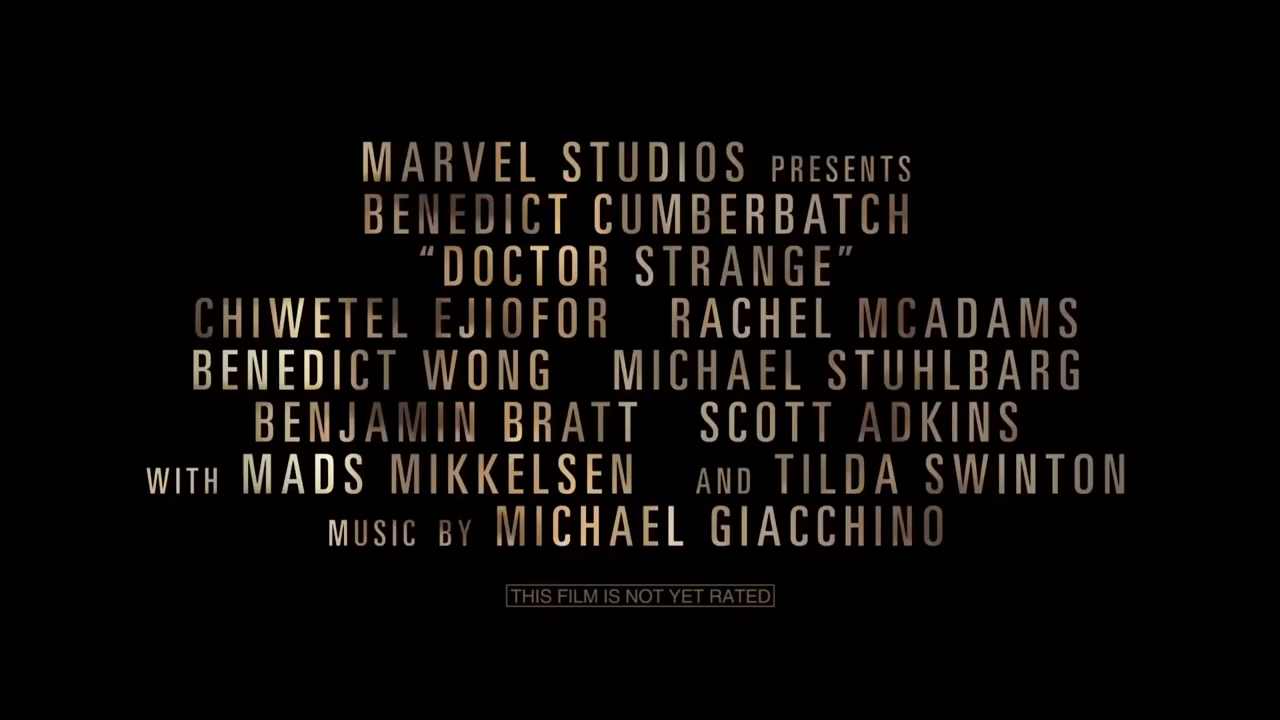 MARVEL STUDIOS PRESENTS
BENEDICT CUMBERBATCH
“DOCTOR STRANGE”
CHIWETEL EJIOFOR RACHEL MCADAMS
BENEDICT WONG MICHAEL STUHLBARG
BENJAMIN BRATT SCOTT ADKINS
WITH MADS MIKKELSEN AND TILDA SWINTON
MUSIC BY MICHAEL GIACCHINO
THIS FILM IS NOT YET RATED